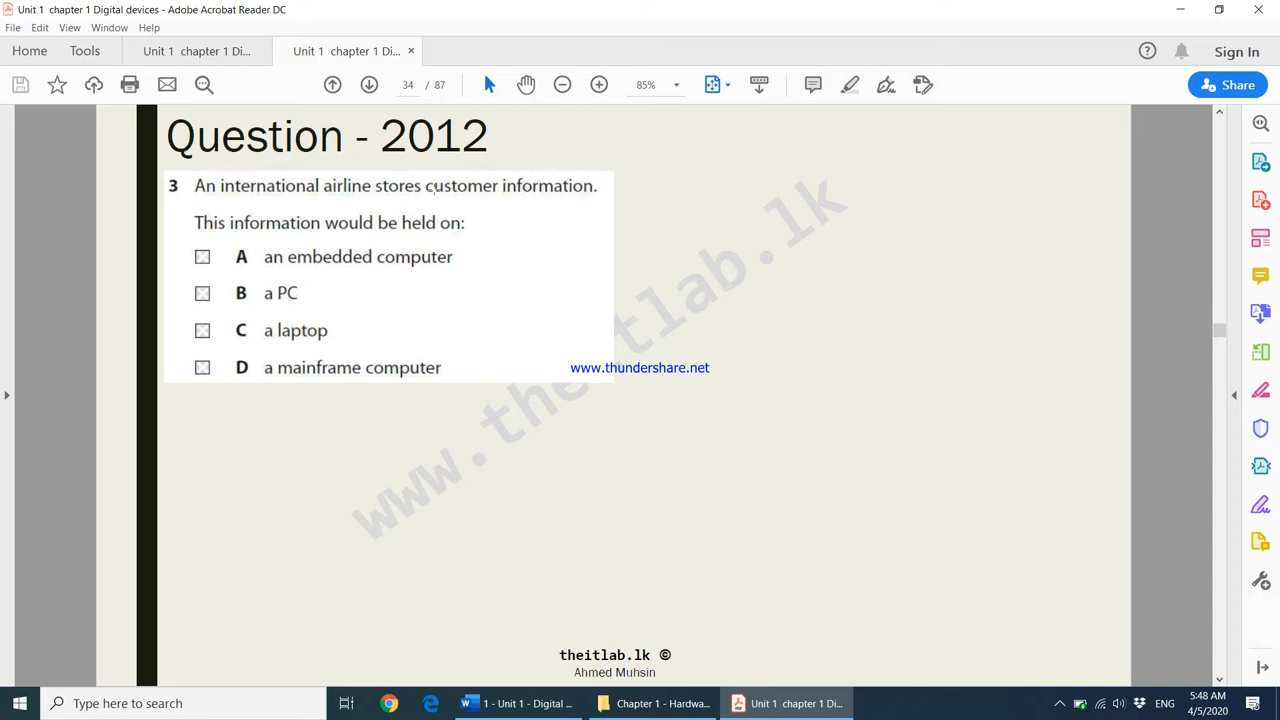 Unit 1 chapter 1 Digital devices - Adobe Acrobat Reader DC
File Edit View Window Help
Home Tools Unit 1 chapter 1 Di... Unit 1 chapter 1 Di... × Sign In
34 / 87 85% Share
Question - 2012
3 An international airline stores customer information.
This information would be held on:
A an embedded computer
B a PC
C a laptop
D a mainframe computer
www.thundershare.net
www.theitlab.lk
theitlab.lk ©
Ahmed Muhsin
Type here to search 1 - Unit 1 - Digital ... Chapter 1 - Hardwa... Unit 1 chapter 1 Di... ENG 5:48 AM
4/5/2020